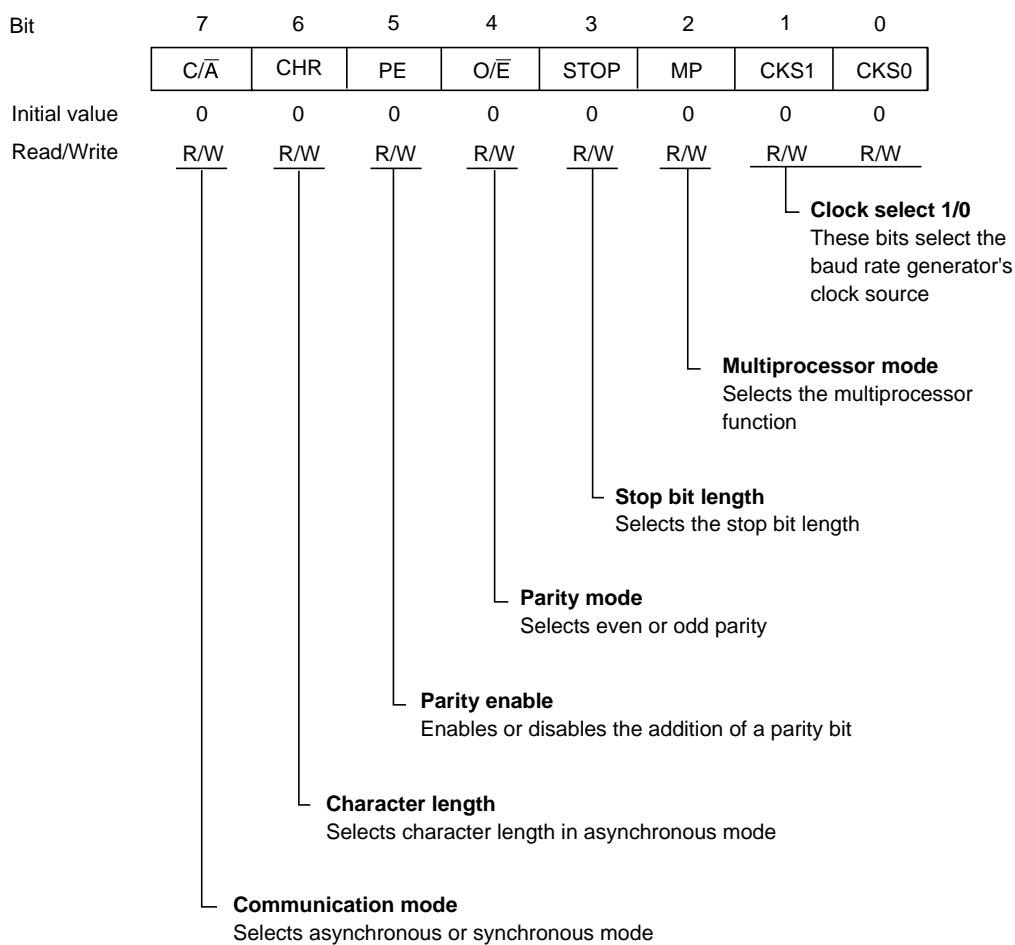 Bit 7 6 5 4 3 2 1 0
C/A̅ CHR PE O/E̅ STOP MP CKS1 CKS0
Initial value 0 0 0 0 0 0 0 0
Read/Write R/W R/W R/W R/W R/W R/W R/W R/W
Clock select 1/0
These bits select the
baud rate generator's
clock source
Multiprocessor mode
Selects the multiprocessor
function
Stop bit length
Selects the stop bit length
Parity mode
Selects even or odd parity
Parity enable
Enables or disables the addition of a parity bit
Character length
Selects character length in asynchronous mode
Communication mode
Selects asynchronous or synchronous mode